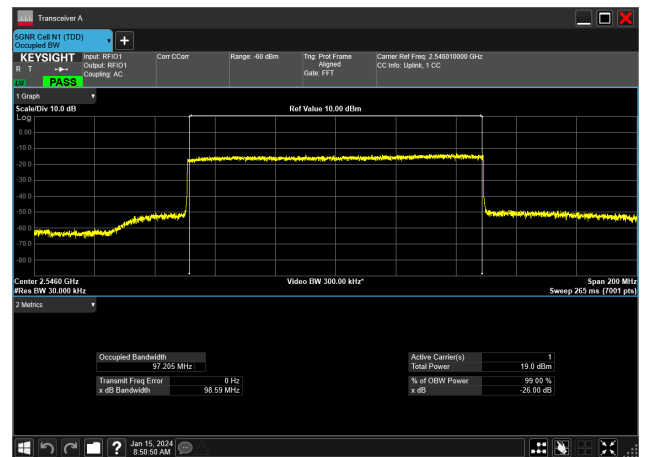 Transceiver A
5GNR Cell N1 (TDD)
Occupied BW
KEYSIGHT
R T
LXI
PASS
Input: RFIO1
Output: RFIO1
Coupling: AC
Corr CCorr
Range: -60 dBm
Trig: Prot Frame
Aligned
Gate: FFT
Carrier Ref Freq: 2.546010000 GHz
CC Info: Uplink, 1 CC
1 Graph
Scale/Div 10.0 dB
Ref Value 10.00 dBm
Log
0.00
-10.0
-20.0
-30.0
-40.0
-50.0
-60.0
-70.0
-80.0
Center 2.5460 GHz
Video BW 300.00 kHz*
Span 200 MHz
#Res BW 30.000 kHz
Sweep 265 ms (7001 pts)
2 Metrics
Occupied Bandwidth
97.205 MHz
Transmit Freq Error 0 Hz
x dB Bandwidth 98.59 MHz
Active Carrier(s) 1
Total Power 19.0 dBm
% of OBW Power 99.00 %
x dB -26.00 dB
Jan 15, 2024
8:50:50 AM